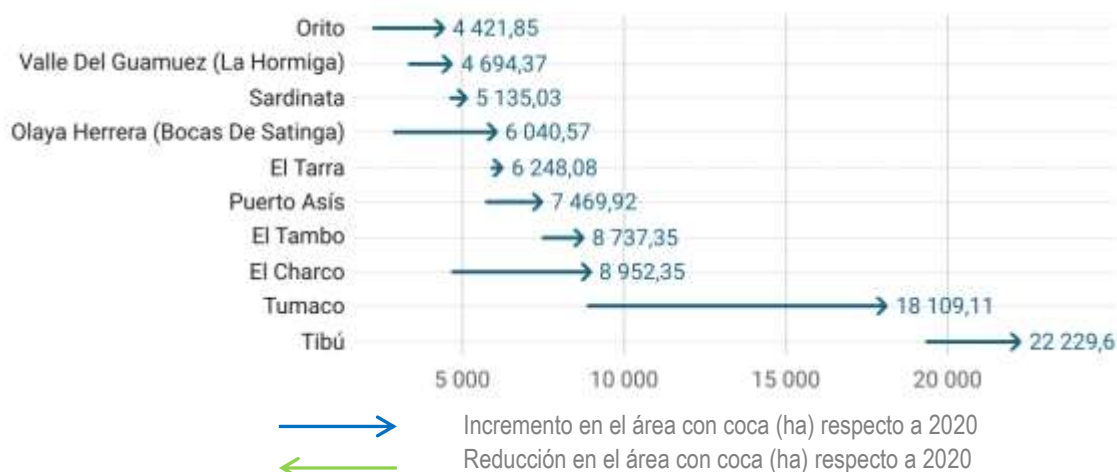 Orito 4 421,85
Valle Del Guamuez (La Hormiga) 4 694,37
Sardinata 5 135,03
Olaya Herrera (Bocas De Satinga) 6 040,57
El Tarra 6 248,08
Puerto Asís 7 469,92
El Tambo 8 737,35
El Charco 8 952,35
Tumaco 18 109,11
Tibú 22 229,6
5 000 10 000 15 000 20 000
Incremento en el área con coca (ha) respecto a 2020
Reducción en el área con coca (ha) respecto a 2020